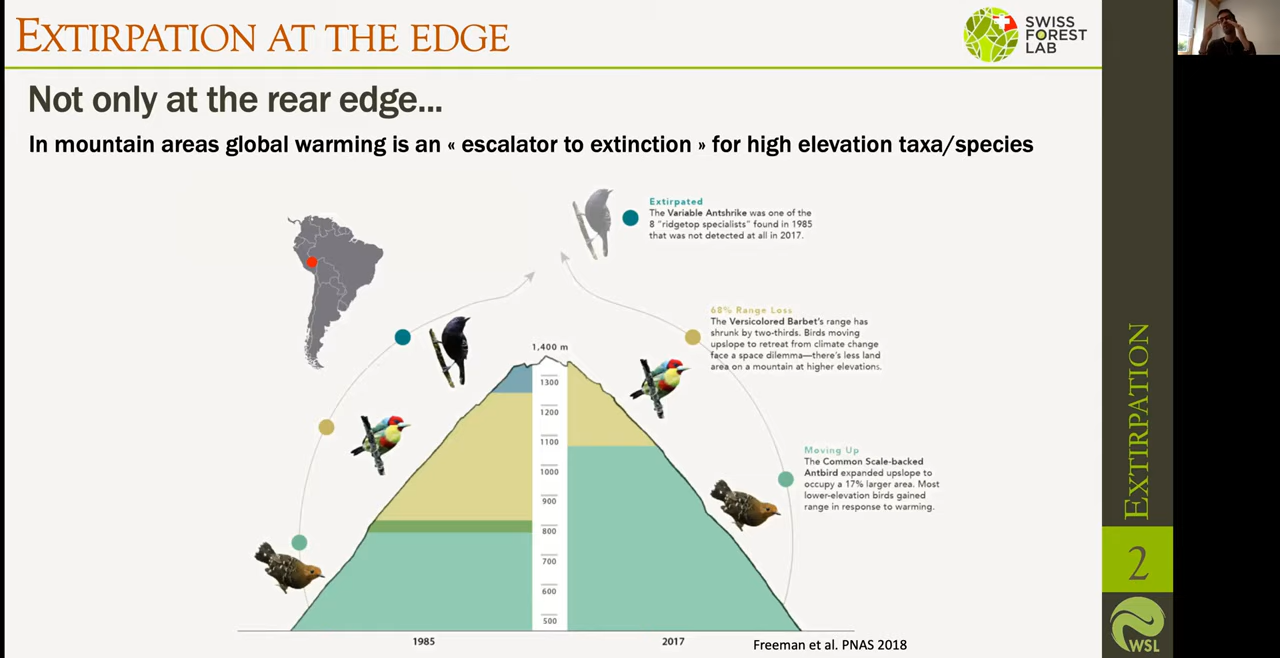 EXTIRPATION AT THE EDGE
SWISS
FOREST
LAB
Not only at the rear edge...
In mountain areas global warming is an « escalator to extinction » for high elevation taxa/species
Extirpated
The Variable Antshrike was one of the
8 "ridgetop specialists" found in 1985
that was not detected at all in 2017.
68% Range Loss
The Versicolored Barbet's range has
shrunk by two-thirds. Birds moving
upslope to retreat from climate change
face a space dilemma—there's less land
area on a mountain at higher elevations.
1,400 m
1300
1200
1100
1000
900
800
700
600
500
Moving Up
The Common Scale-backed
Antbird expanded upslope to
occupy a 17% larger area. Most
lower-elevation birds gained
range in response to warming.
1985
2017
Freeman et al. PNAS 2018
EXTIRPATION
2
WSL